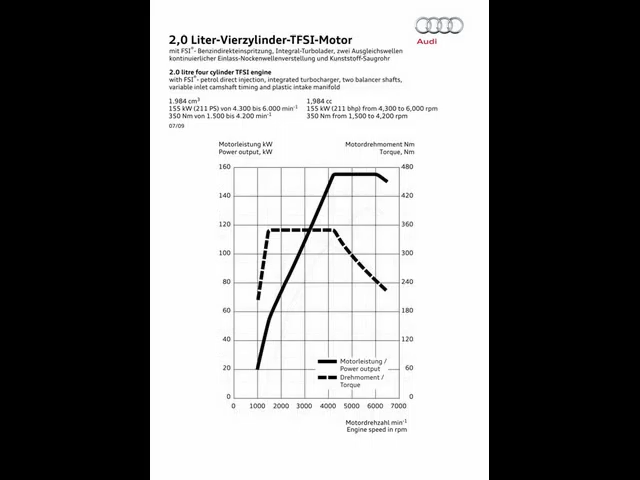 2,0 Liter-Vierzylinder-TFSI-Motor
mit FSI®- Benzindirekteinspritzung, Integral-Turbolader, zwei Ausgleichswellen
kontinuierlicher Einlass-Nockenwellenverstellung und Kunststoff-Saugrohr
Audi
2.0 litre four cylinder TFSI engine
with FSI®- petrol direct injection, integrated turbocharger, two balancer shafts,
variable inlet camshaft timing and plastic intake manifold
1.984 cm³
155 kW (211 PS) von 4.300 bis 6.000 min⁻¹
350 Nm von 1.500 bis 4.200 min⁻¹
1,984 cc
155 kW (211 bhp) from 4,300 to 6,000 rpm
350 Nm from 1,500 to 4,200 rpm
07/09
Motorleistung kW
Power output, kW
Motordrehmoment Nm
Torque, Nm
160 480
140 420
120 360
100 300
80 240
60 180
40 120
20 60
0 0
Motorleistung /
Power output
Drehmoment /
Torque
0 1000 2000 3000 4000 5000 6000 7000
Motordrehzahl min⁻¹
Engine speed in rpm